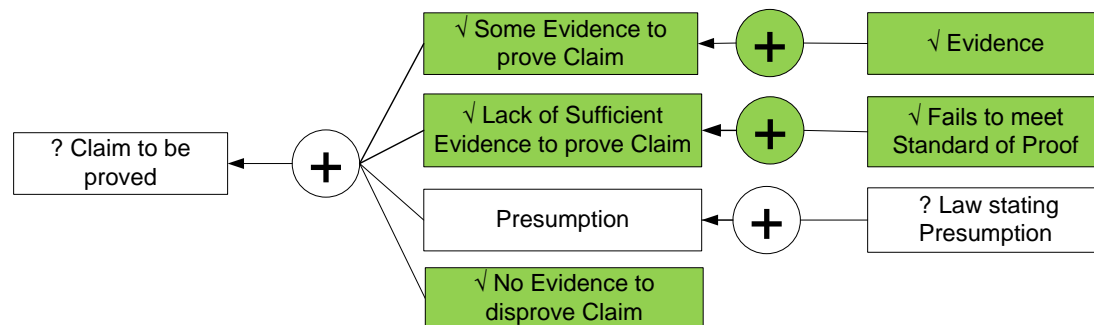 √ Some Evidence to
prove Claim
+
√ Evidence
√ Lack of Sufficient
Evidence to prove Claim
+
√ Fails to meet
Standard of Proof
? Claim to be
proved
+
Presumption
+
? Law stating
Presumption
√ No Evidence to
disprove Claim